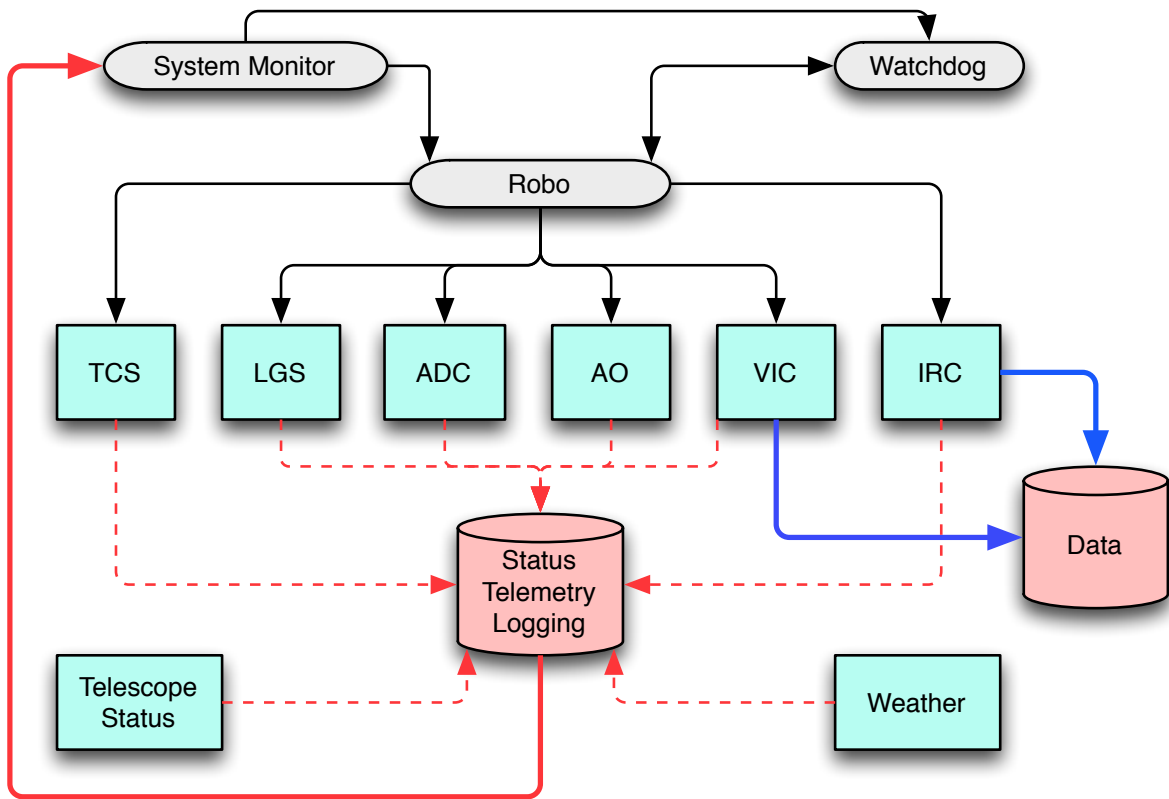 System Monitor
Watchdog
Robo
TCS
LGS
ADC
AO
VIC
IRC
Status
Telemetry
Logging
Data
Telescope
Status
Weather